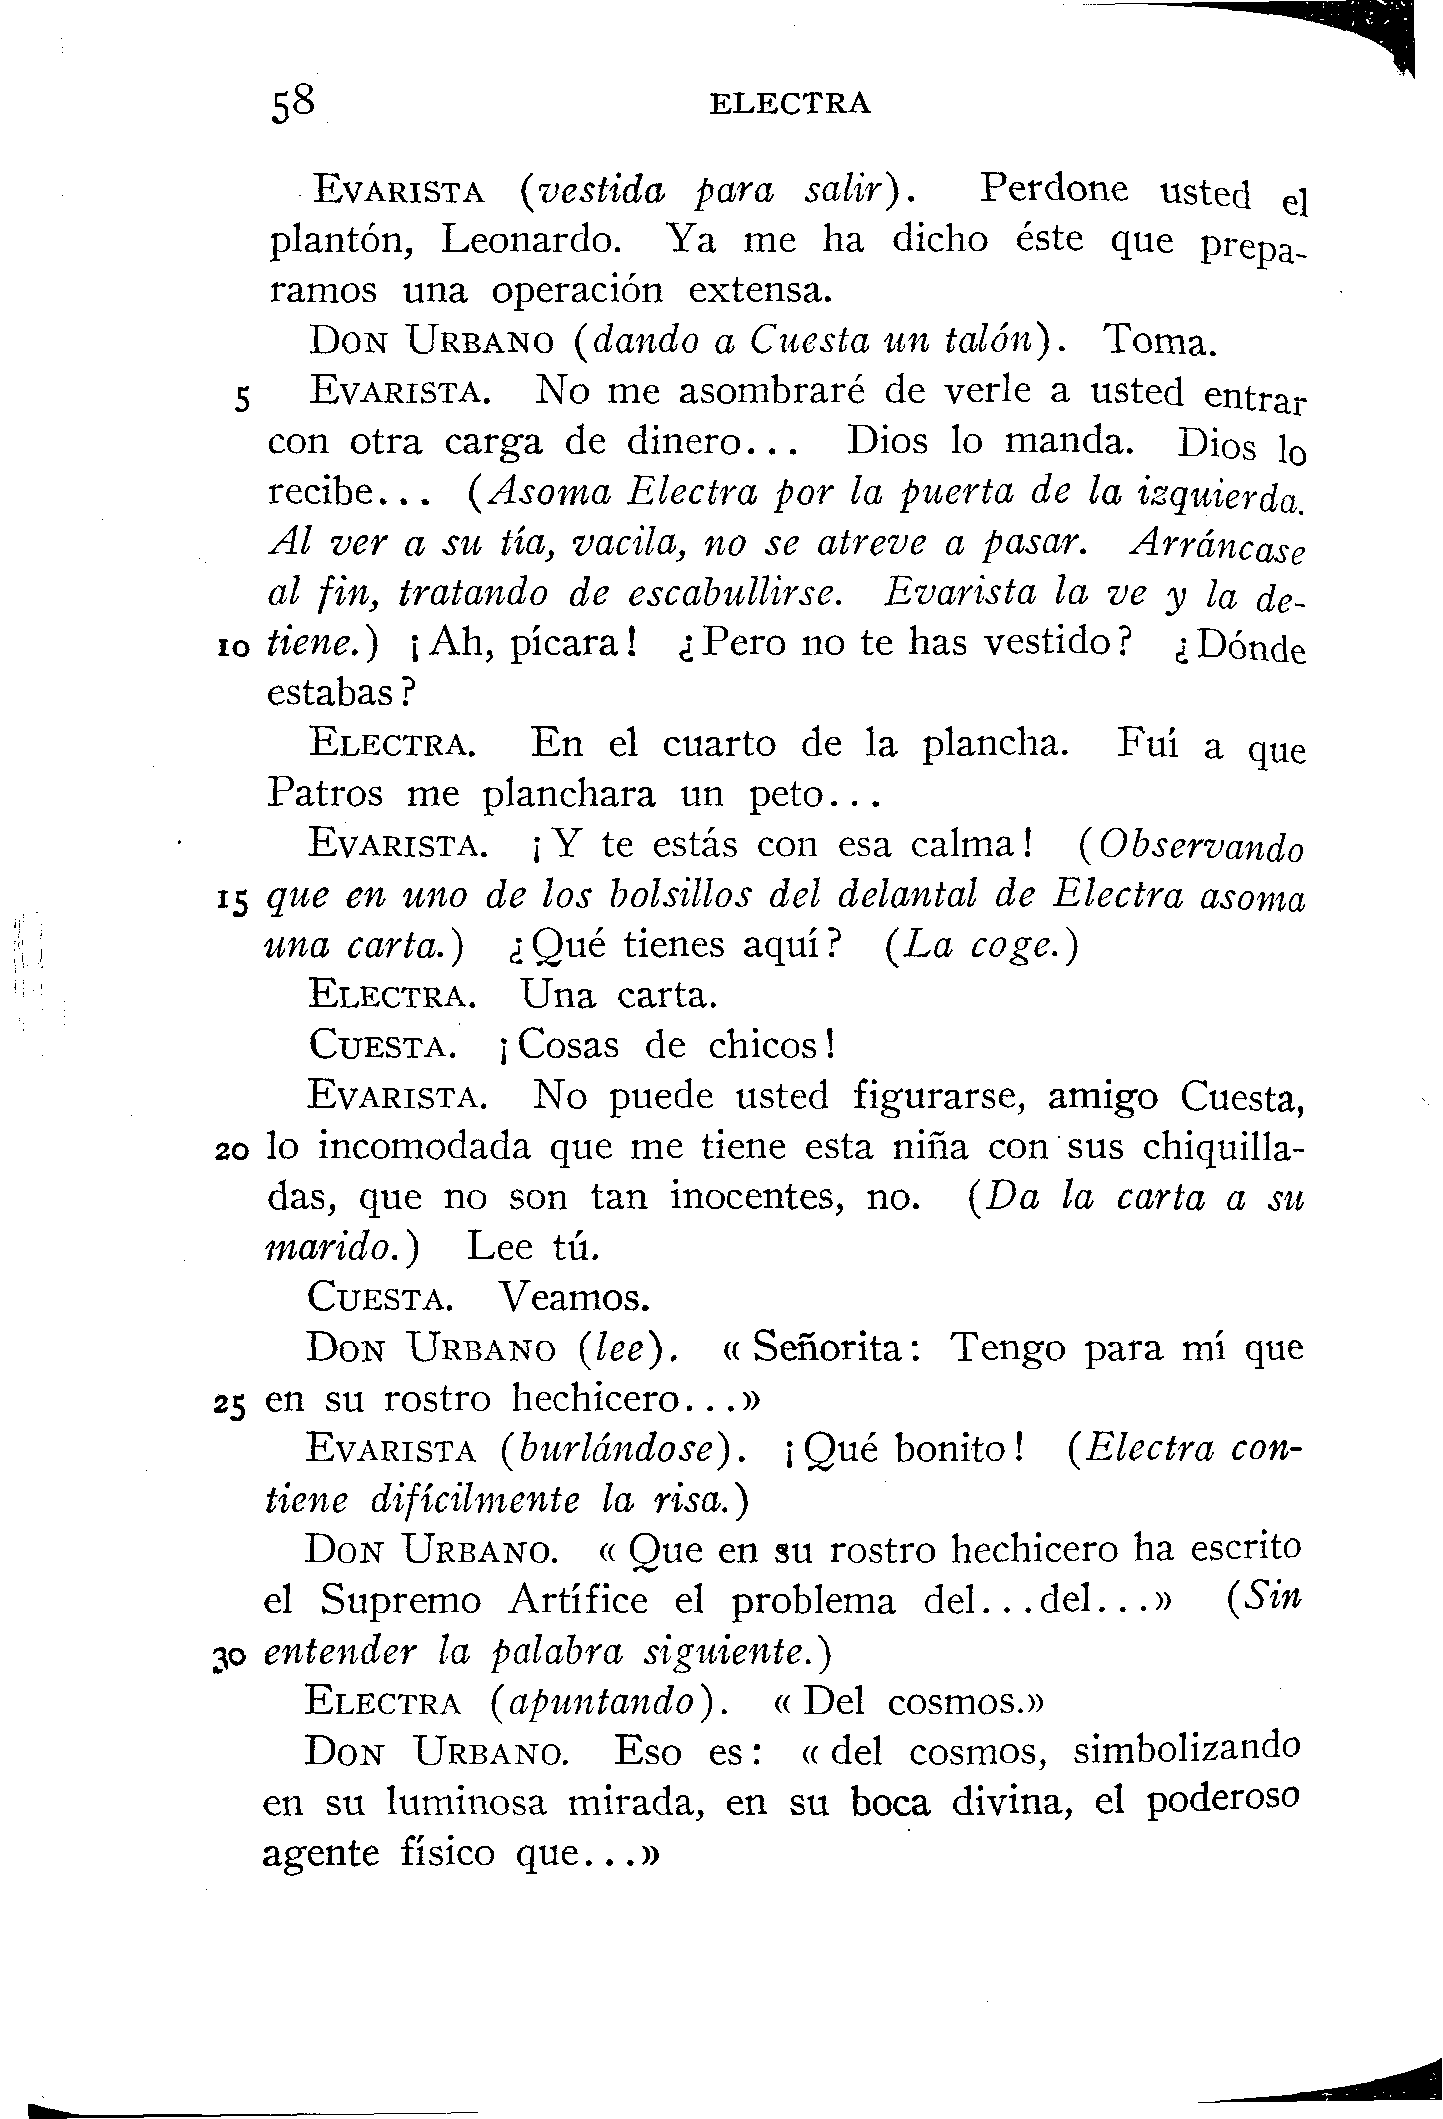 58 ELECTRA
EVARISTA (vestida para salir). Perdone usted el
plantón, Leonardo. Ya me ha dicho éste que prepa-
ramos una operación extensa.
DON URBANO (dando a Cuesta un talón). Toma.
5 EVARISTA. No me asombraré de verle a usted entrar
con otra carga de dinero... Dios lo manda. Dios lo
recibe... (Asoma Electra por la puerta de la izquierda.
Al ver a su tía, vacila, no se atreve a pasar. Arráncase
al fin, tratando de escabullirse. Evarista la ve y la de-
10 tiene.) ¡Ah, pícara! ¿Pero no te has vestido? ¿Dónde
estabas?
ELECTRA. En el cuarto de la plancha. Fuí a que
Patros me planchara un peto...
EVARISTA. ¡Y te estás con esa calma! (Observando
15 que en uno de los bolsillos del delantal de Electra asoma
una carta.) ¿Qué tienes aquí? (La coge.)
ELECTRA. Una carta.
CUESTA. ¡Cosas de chicos!
EVARISTA. No puede usted figurarse, amigo Cuesta,
20 lo incomodada que me tiene esta niña con sus chiquilla-
das, que no son tan inocentes, no. (Da la carta a su
marido.) Lee tú.
CUESTA. Veamos.
DON URBANO (lee). «Señorita: Tengo para mí que
25 en su rostro hechicero...»
EVARISTA (burlándose). ¡Qué bonito! (Electra con-
tiene difícilmente la risa.)
DON URBANO. «Que en su rostro hechicero ha escrito
el Supremo Artífice el problema del...del...» (Sin
30 entender la palabra siguiente.)
ELECTRA (apuntando). «Del cosmos.»
DON URBANO. Eso es: «del cosmos, simbolizando
en su luminosa mirada, en su boca divina, el poderoso
agente físico que...»